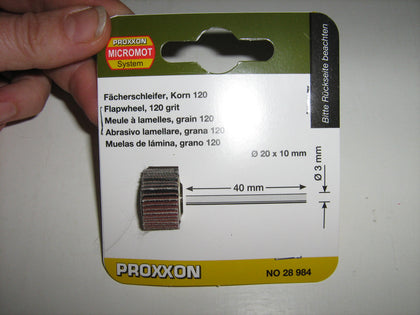 PROXXON
MICROMOT
System
Bitte Rückseite beachten
Fächerschleifer, Korn 120
Flapwheel, 120 grit
Meule à lamelles, grain 120
Abrasivo lamellare, grana 120
Muelas de lámina, grano 120
Ø 20 x 10 mm
40 mm
Ø 3 mm
PROXXON
NO 28 984